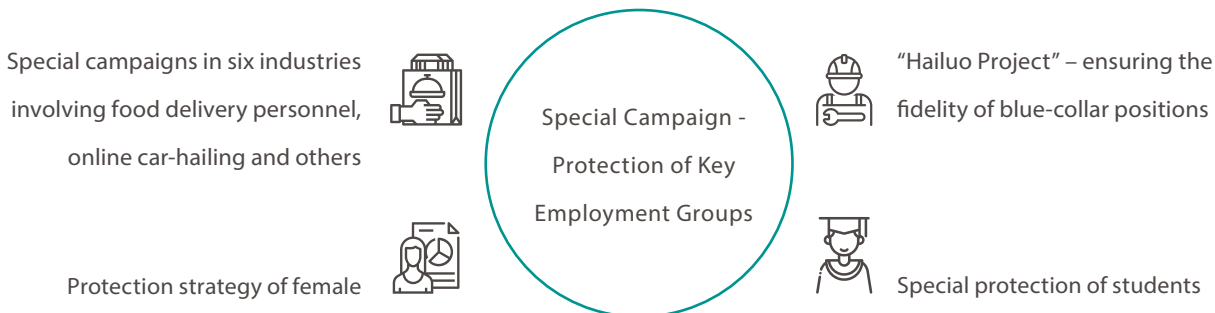 Special campaigns in six industries
involving food delivery personnel,
online car-hailing and others
Protection strategy of female
Special Campaign -
Protection of Key
Employment Groups
“Hailuo Project” – ensuring the
fidelity of blue-collar positions
Special protection of students